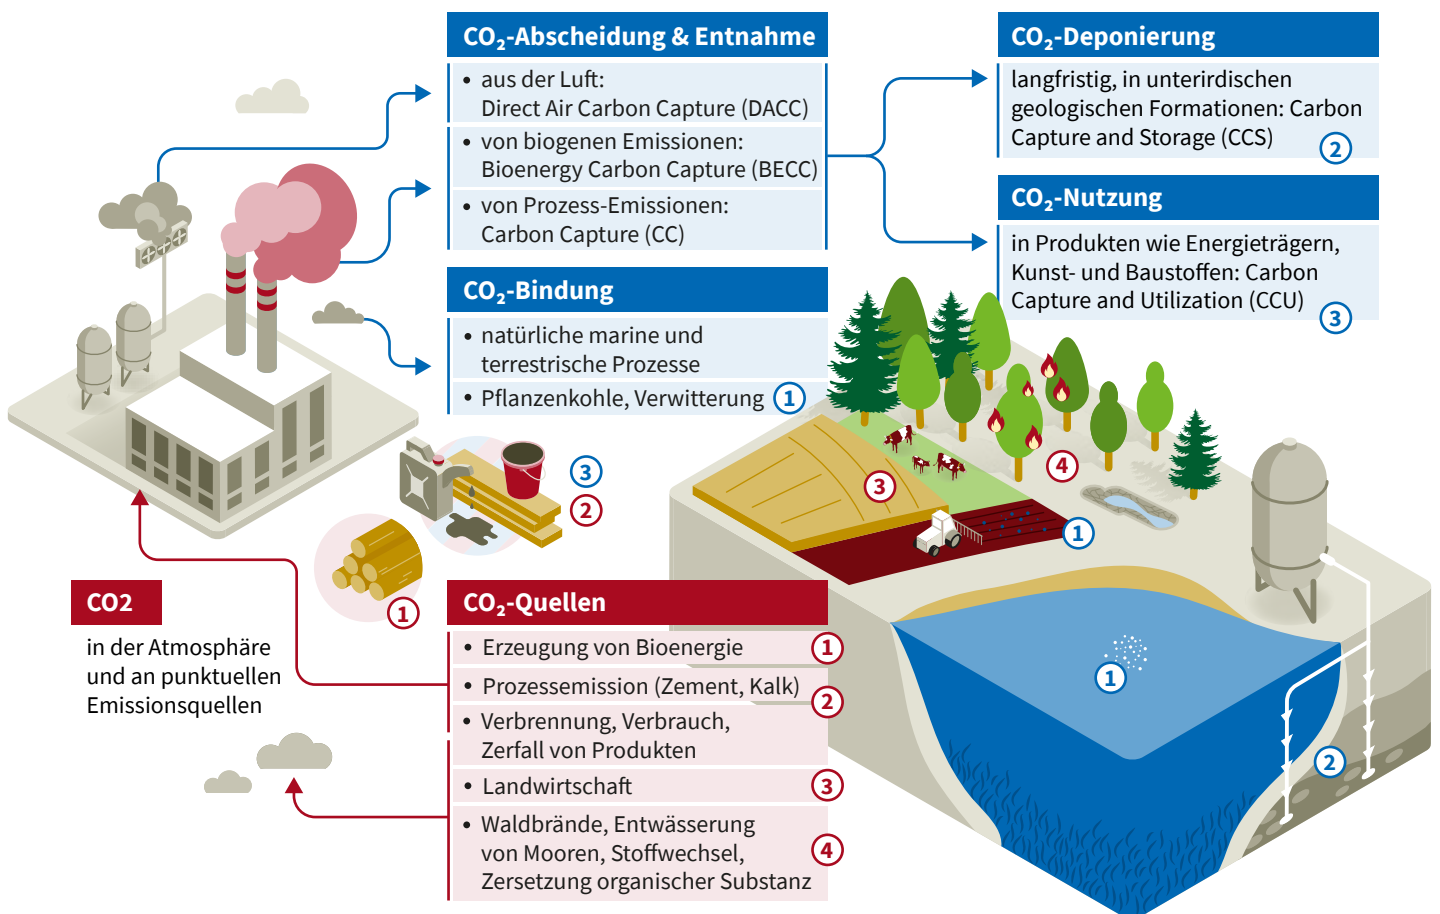 CO₂-Abscheidung & Entnahme
• aus der Luft:
Direct Air Carbon Capture (DACC)
• von biogenen Emissionen:
Bioenergy Carbon Capture (BECC)
• von Prozess-Emissionen:
Carbon Capture (CC)
CO₂-Deponierung
langfristig, in unterirdischen
geologischen Formationen: Carbon
Capture and Storage (CCS)
2
CO₂-Nutzung
in Produkten wie Energieträgern,
Kunst- und Baustoffen: Carbon
Capture and Utilization (CCU)
3
CO₂-Bindung
• natürliche marine und
terrestrische Prozesse
• Pflanzenkohle, Verwitterung 1
3
2
1
3
4
1
1
2
CO2
in der Atmosphäre
und an punktuellen
Emissionsquellen
CO₂-Quellen
• Erzeugung von Bioenergie 1
• Prozessemission (Zement, Kalk)
2
• Verbrennung, Verbrauch,
Zerfall von Produkten
• Landwirtschaft 3
• Waldbrände, Entwässerung
von Mooren, Stoffwechsel, 4
Zersetzung organischer Substanz